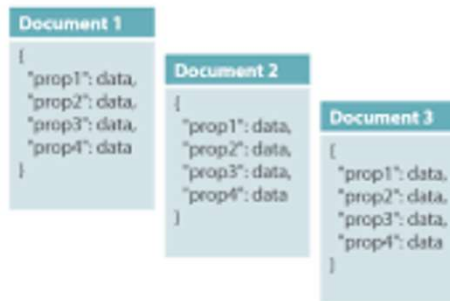 Document 1
{
"prop1": data,
"prop2": data,
"prop3": data,
"prop4": data
}
Document 2
{
"prop1": data,
"prop2": data,
"prop3": data,
"prop4": data
}
Document 3
{
"prop1": data,
"prop2": data,
"prop3": data,
"prop4": data
}